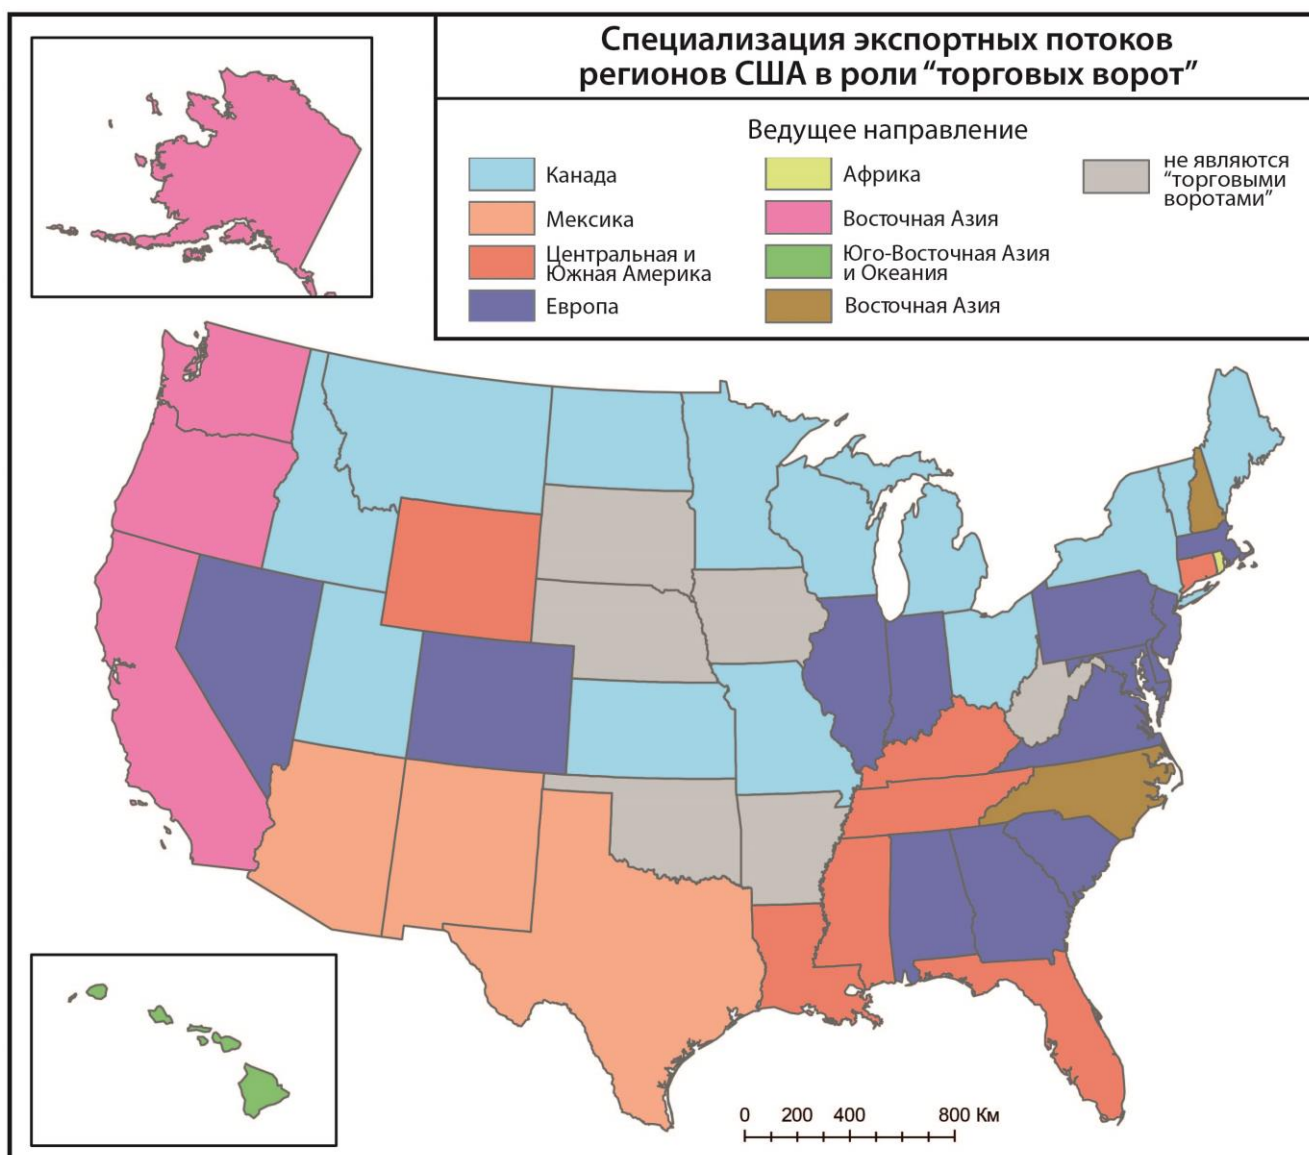 Специализация экспортных потоков
регионов США в роли “торговых ворот”
Ведущее направление
Канада
Мексика
Центральная и
Южная Америка
Европа
Африка
Восточная Азия
Юго-Восточная Азия
и Океания
Восточная Азия
не являются
“торговыми
воротами”
0 200 400 800 Км